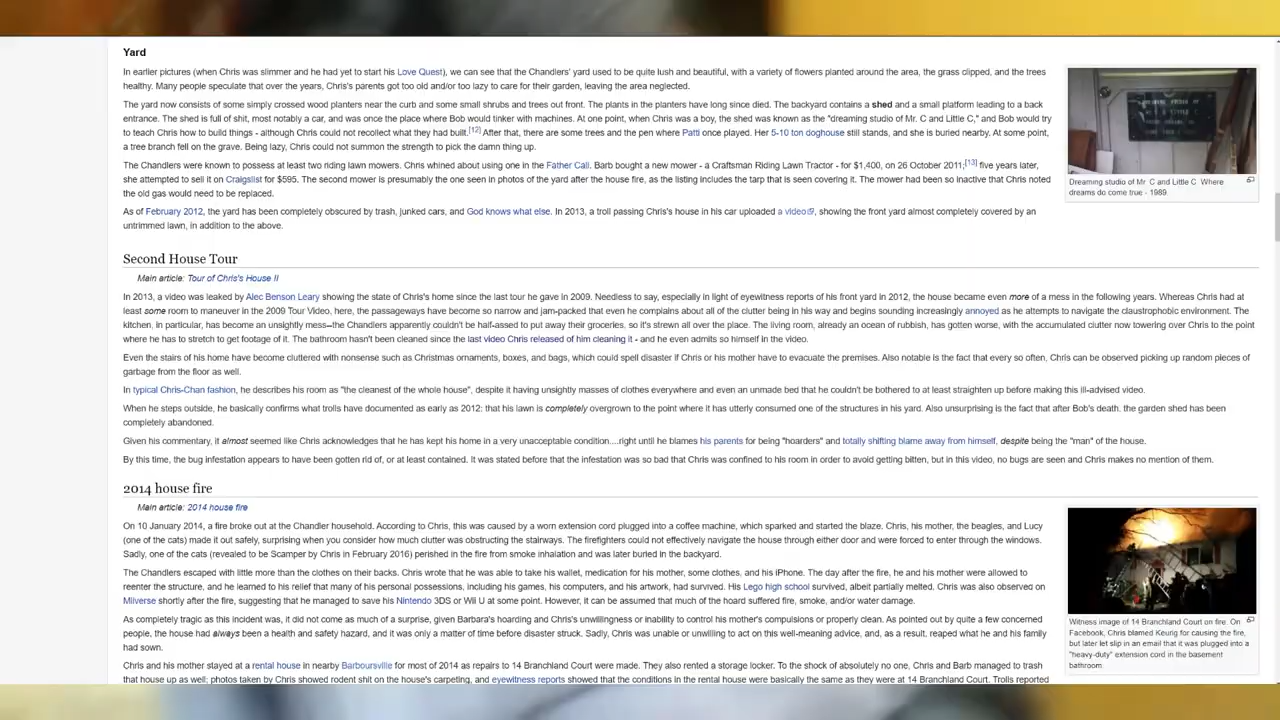 Yard
In earlier pictures (when Chris was slimmer and he had yet to start his Love Quest), we can see that the Chandlers' yard used to be quite lush and beautiful, with a variety of flowers planted around the area, the grass clipped, and the trees
healthy. Many people speculate that over the years, Chris's parents got too old and/or too lazy to care for their garden, leaving the area neglected.
The yard now consists of some simply crossed wood planters near the curb and some small shrubs and trees out front. The plants in the planters have long since died. The backyard contains a shed and a small platform leading to a back
entrance. The shed is full of shit, most notably a car, and was once the place where Bob would tinker with machines. At one point, when Chris was a boy, the shed was known as the "dreaming studio of Mr. C and Little C," and Bob would try
to teach Chris how to build things - although Chris could not recollect what they had built.[12] After that, there are some trees and the pen where Patti once played. Her 5-10 ton doghouse still stands, and she is buried nearby. At some point,
a tree branch fell on the grave. Being lazy, Chris could not summon the strength to pick the damn thing up.
The Chandlers were known to possess at least two riding lawn mowers. Chris whined about using one in the Father Call. Barb bought a new mower - a Craftsman Riding Lawn Tractor - for $1,400, on 26 October 2011;[13] five years later,
she attempted to sell it on Craigslist for $595. The second mower is presumably the one seen in photos of the yard after the house fire, as the listing includes the tarp that is seen covering it. The mower had been so inactive that Chris noted
the old gas would need to be replaced.
As of February 2012, the yard has been completely obscured by trash, junked cars, and God knows what else. In 2013, a troll passing Chris's house in his car uploaded a video, showing the front yard almost completely covered by an
untrimmed lawn, in addition to the above.
Dreaming studio of Mr C and Little C Where
dreams do come true - 1989.
Second House Tour
Main article: Tour of Chris's House II
In 2013, a video was leaked by Alec Benson Leary showing the state of Chris's home since the last tour he gave in 2009. Needless to say, especially in light of eyewitness reports of his front yard in 2012, the house became even more of a mess in the following years. Whereas Chris had at
least some room to maneuver in the 2009 Tour Video, here, the passageways have become so narrow and jam-packed that even he complains about all of the clutter being in his way and begins sounding increasingly annoyed as he attempts to navigate the claustrophobic environment. The
kitchen, in particular, has become an unsightly mess--the Chandlers apparently couldn't be half-assed to put away their groceries, so it's strewn all over the place. The living room, already an ocean of rubbish, has gotten worse, with the accumulated clutter now towering over Chris to the point
where he has to stretch to get footage of it. The bathroom hasn't been cleaned since the last video Chris released of him cleaning it - and he even admits so himself in the video.
Even the stairs of his home have become cluttered with nonsense such as Christmas ornaments, boxes, and bags, which could spell disaster if Chris or his mother have to evacuate the premises. Also notable is the fact that every so often, Chris can be observed picking up random pieces of
garbage from the floor as well.
In typical Chris-Chan fashion, he describes his room as "the cleanest of the whole house", despite it having unsightly masses of clothes everywhere and even an unmade bed that he couldn't be bothered to at least straighten up before making this ill-advised video.
When he steps outside, he basically confirms what trolls have documented as early as 2012: that his lawn is completely overgrown to the point where it has utterly consumed one of the structures in his yard. Also unsurprising is the fact that after Bob's death, the garden shed has been
completely abandoned.
Given his commentary, it almost seemed like Chris acknowledges that he has kept his home in a very unacceptable condition....right until he blames his parents for being "hoarders" and totally shifting blame away from himself, despite being the "man" of the house.
By this time, the bug infestation appears to have been gotten rid of, or at least contained. It was stated before that the infestation was so bad that Chris was confined to his room in order to avoid getting bitten, but in this video, no bugs are seen and Chris makes no mention of them.
2014 house fire
Main article: 2014 house fire
On 10 January 2014, a fire broke out at the Chandler household. According to Chris, this was caused by a worn extension cord plugged into a coffee machine, which sparked and started the blaze. Chris, his mother, the beagles, and Lucy
(one of the cats) made it out safely, surprising when you consider how much clutter was obstructing the stairways. The firefighters could not effectively navigate the house through either door and were forced to enter through the windows.
Sadly, one of the cats (revealed to be Scamper by Chris in February 2016) perished in the fire from smoke inhalation and was later buried in the backyard.
The Chandlers escaped with little more than the clothes on their backs. Chris wrote that he was able to take his wallet, medication for his mother, some clothes, and his iPhone. The day after the fire, he and his mother were allowed to
reenter the structure, and he learned to his relief that many of his personal possessions, including his games, his computers, and his artwork, had survived. His Lego high school survived, albeit partially melted. Chris was also observed on
Miiverse shortly after the fire, suggesting that he managed to save his Nintendo 3DS or Wii U at some point. However, it can be assumed that much of the hoard suffered fire, smoke, and/or water damage.
As completely tragic as this incident was, it did not come as much of a surprise, given Barbara's hoarding and Chris's unwillingness or inability to control his mother's compulsions or properly clean. As pointed out by quite a few concerned
people, the house had always been a health and safety hazard, and it was only a matter of time before disaster struck. Sadly, Chris was unable or unwilling to act on this well-meaning advice, and, as a result, reaped what he and his family
had sown.
Chris and his mother stayed at a rental house in nearby Barboursville for most of 2014 as repairs to 14 Branchland Court were made. They also rented a storage locker. To the shock of absolutely no one, Chris and Barb managed to trash
that house up as well; photos taken by Chris showed rodent shit on the house's carpeting, and eyewitness reports showed that the conditions in the rental house were basically the same as they were at 14 Branchland Court. Trolls reported
Witness image of 14 Branchland Court on fire. On
Facebook, Chris blamed Keurig for causing the fire,
but later let slip in an email that it was plugged into a
"heavy-duty" extension cord in the basement
bathroom